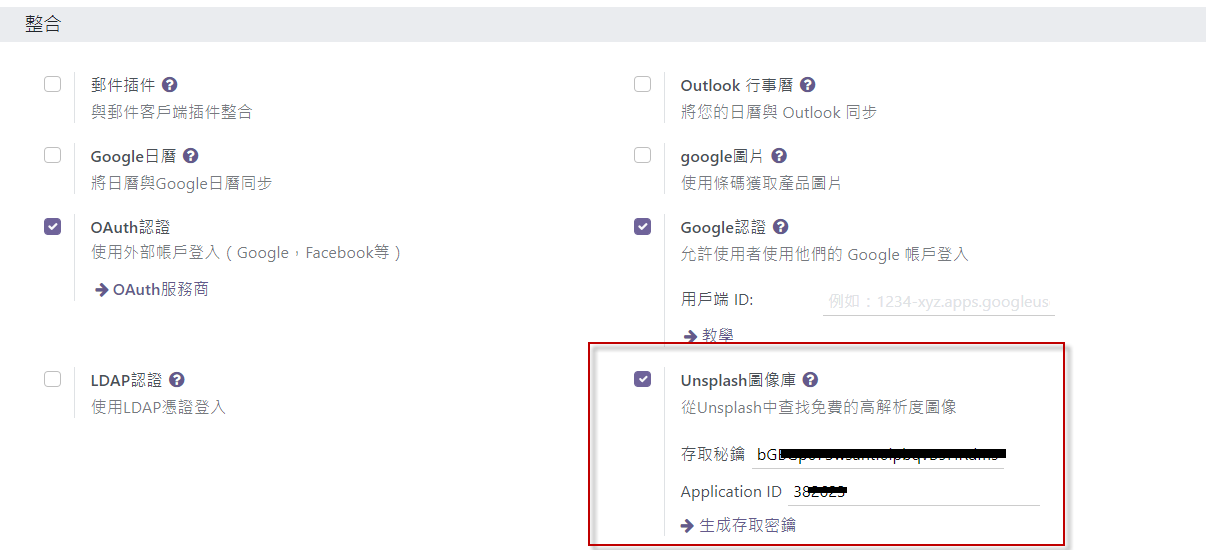 整合
郵件插件
與郵件客戶端插件整合
Outlook 行事曆
將您的日曆與 Outlook 同步
Google日曆
將日曆與Google日曆同步
google圖片
使用條碼獲取產品圖片
OAuth認證
使用外部帳戶登入（Google，Facebook等）
OAuth服務商
Google認證
允許使用者使用他們的 Google 帳戶登入
用戶端 ID: 例如：1234-xyz.apps.googleus
教學
LDAP認證
使用LDAP憑證登入
Unsplash圖像庫
從Unsplash中查找免費的高解析度圖像
存取秘鑰
Application ID
生成存取密鑰